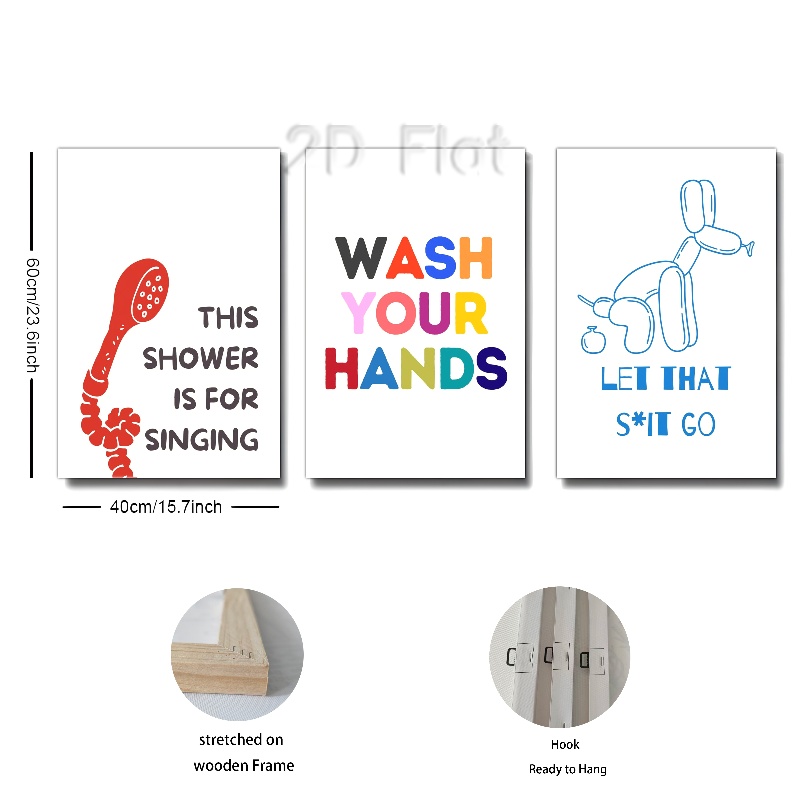 2D Flat
60cm/23.6inch
THIS
SHOWER
IS FOR
SINGING
WASH
YOUR
HANDS
LET THAT
S*IT GO
40cm/15.7inch
stretched on
wooden Frame
Hook
Ready to Hang